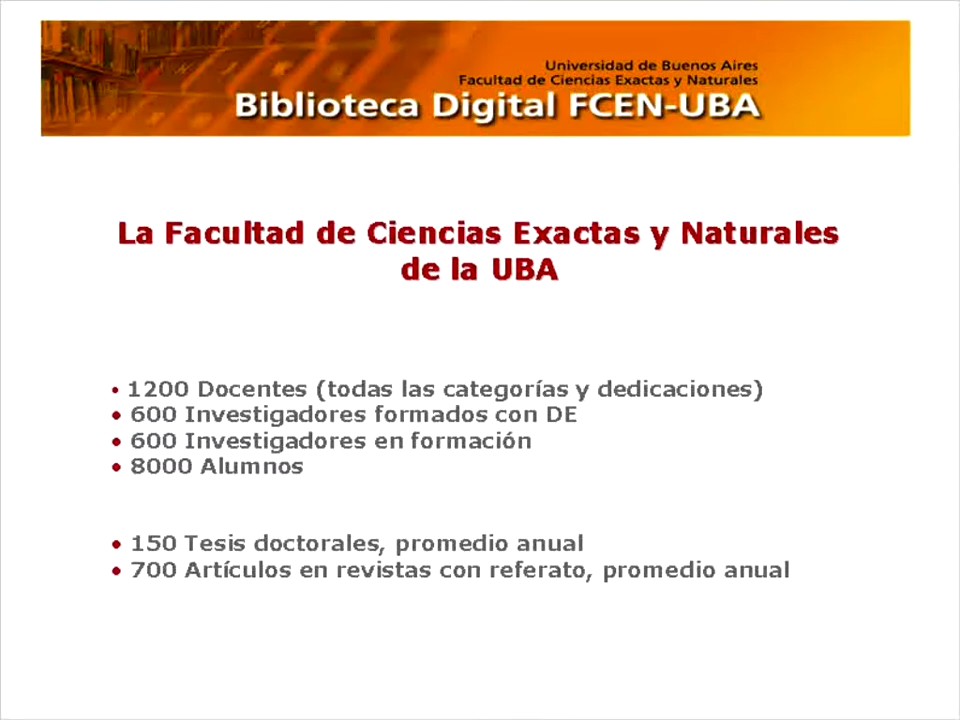 Universidad de Buenos Aires
Facultad de Ciencias Exactas y Naturales
Biblioteca Digital FCEN-UBA
La Facultad de Ciencias Exactas y Naturales
de la UBA
• 1200 Docentes (todas las categorías y dedicaciones)
• 600 Investigadores formados con DE
• 600 Investigadores en formación
• 8000 Alumnos
• 150 Tesis doctorales, promedio anual
• 700 Artículos en revistas con referato, promedio anual